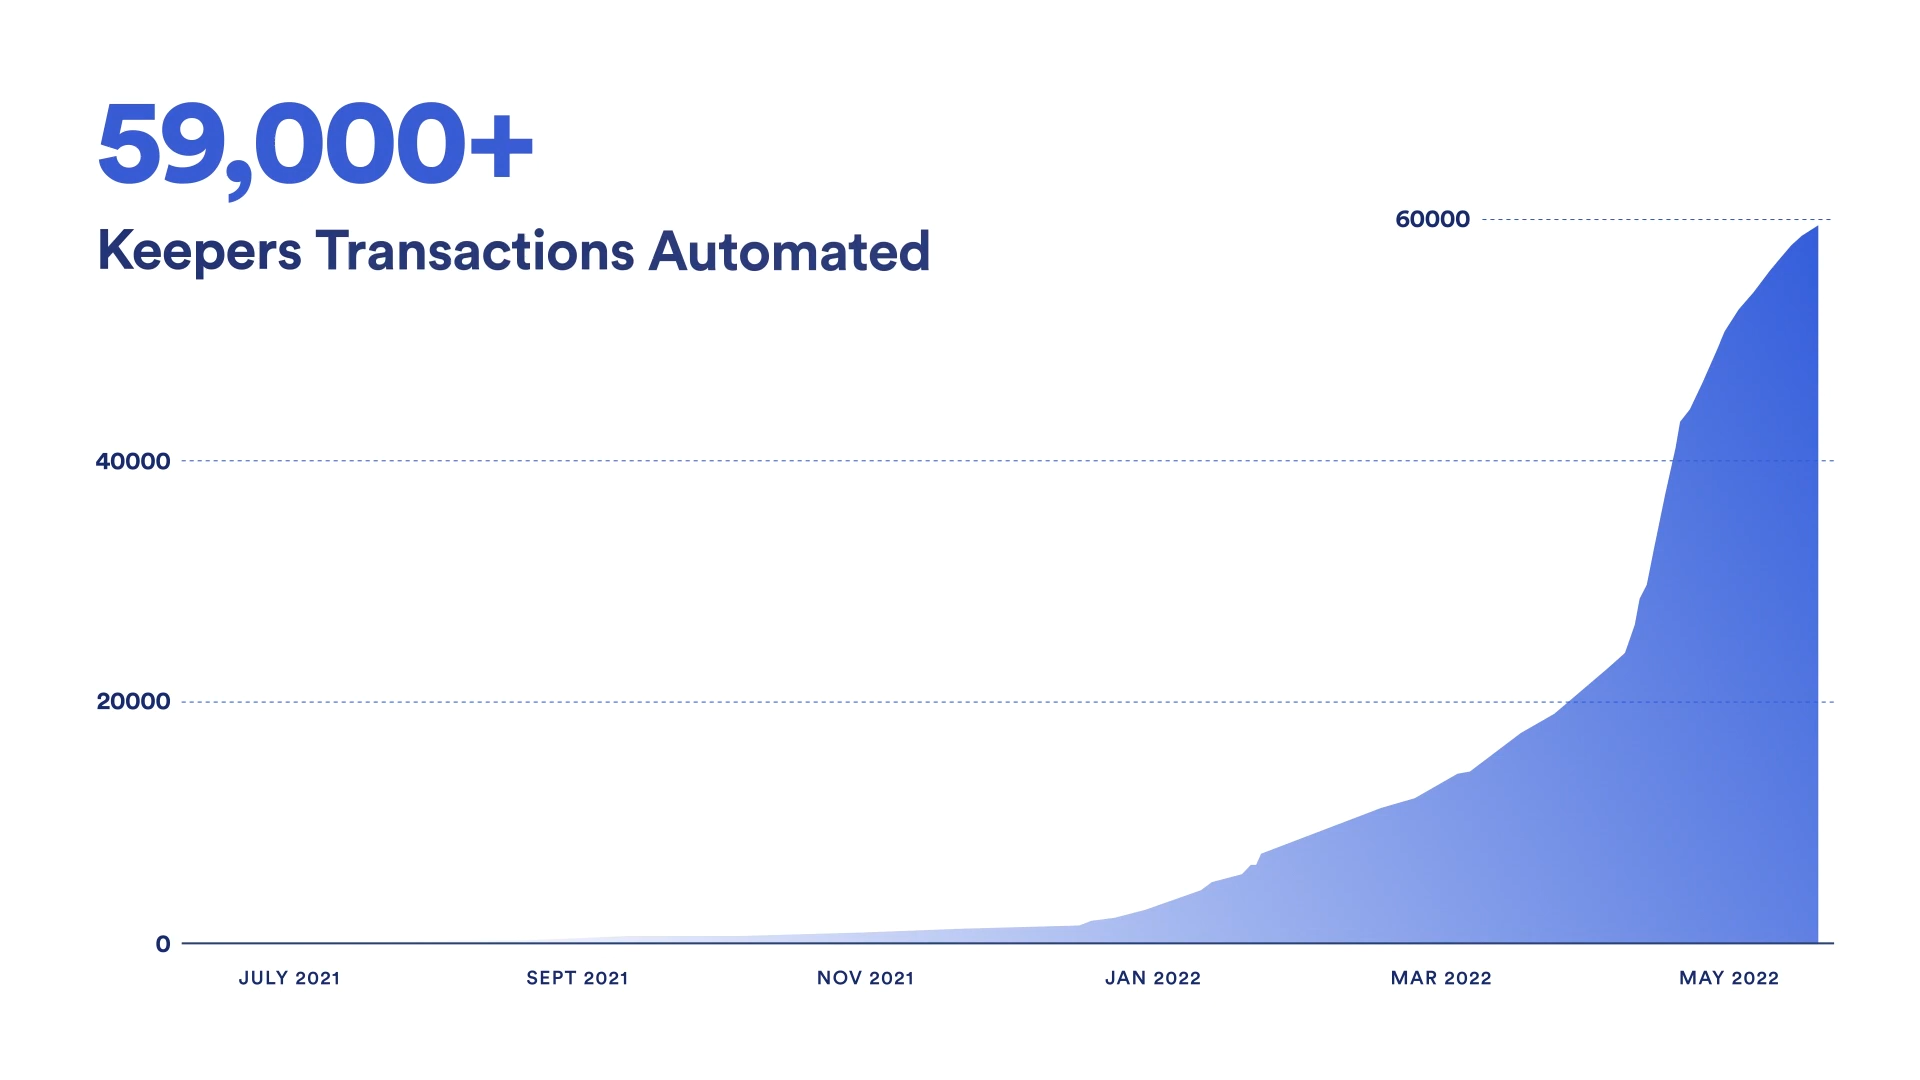 59,000+
Keepers Transactions Automated
60000
40000
20000
0
JULY 2021
SEPT 2021
NOV 2021
JAN 2022
MAR 2022
MAY 2022